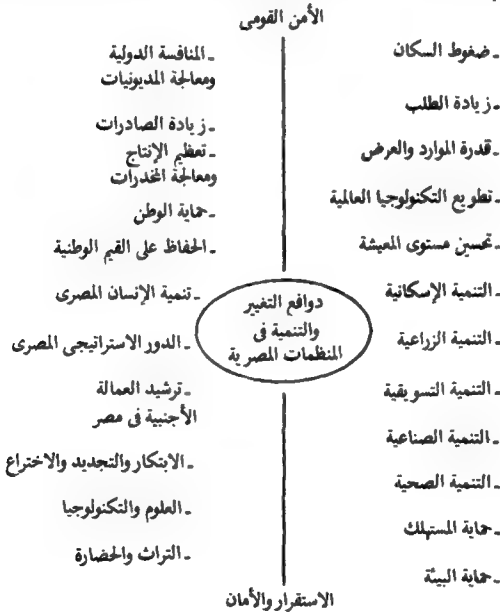 الأمن القومى
ـ ضغوط السكان
ـ زيادة الطلب
ـ قدرة الموارد والعرض
ـ تطويع التكنولوجيا العالمية
ـ تحسين مستوى المعيشة
ـ التنمية الإسكانية
ـ التنمية الزراعية
ـ التنمية التسويقية
ـ التنمية الصناعية
ـ التنمية الصحية
ـ حماية المستهلك
ـ حماية البيئة
دوافع التغيير
والتنمية فى
المنظمات المصرية
ـ المنافسة الدولية
ومعالجة المديونيات
ـ زيادة الصادرات
ـ تعظيم الإنتاج
ومعالجة المخدرات
ـ حماية الوطن
ـ الحفاظ على القيم الوطنية
ـ تنمية الإنسان المصرى
ـ الدور الاستراتيجى المصرى
ـ ترشيد العمالة
الأجنبية فى مصر
ـ الابتكار والتجديد والاختراع
ـ العلوم والتكنولوجيا
ـ التراث والحضارة
الاستقرار والأمان